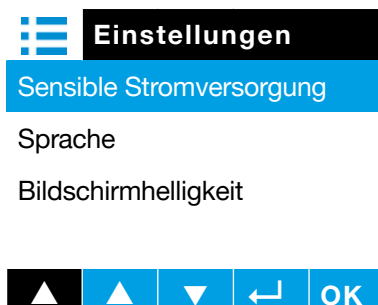 Einstellungen
Sensible Stromversorgung
Sprache
Bildschirmhelligkeit
OK